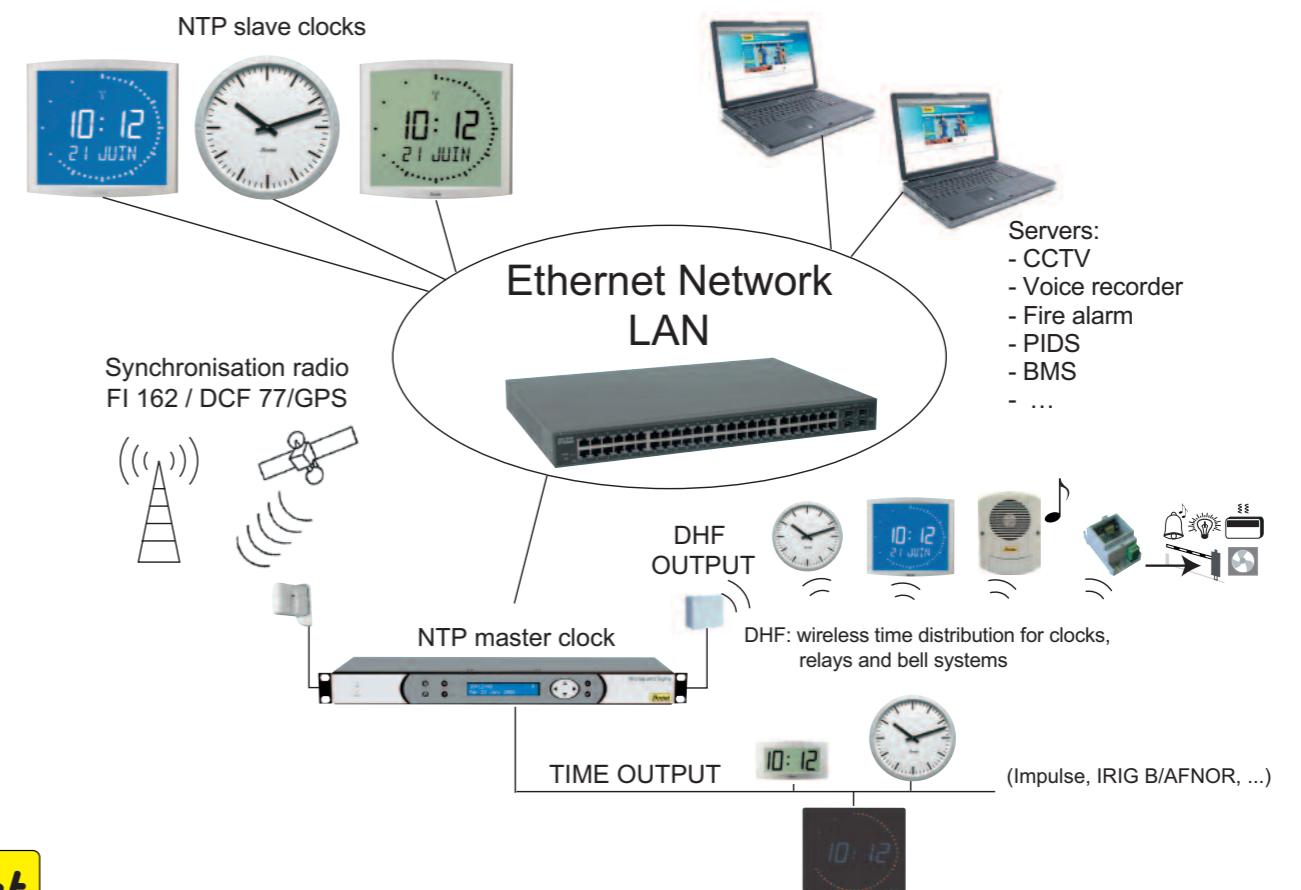 NTP slave clocks
10:12
21 JUIN
10:12
21 JUIN
Servers:
- CCTV
- Voice recorder
- Fire alarm
- PIDS
- BMS
- ...
Ethernet Network
LAN
Synchronisation radio
FI 162 / DCF 77/GPS
DHF
OUTPUT
10:12
21 JUIN
NTP master clock
DHF: wireless time distribution for clocks,
relays and bell systems
Bodet
10:12
TIME OUTPUT
(Impulse, IRIG B/AFNOR, ...)
10:12